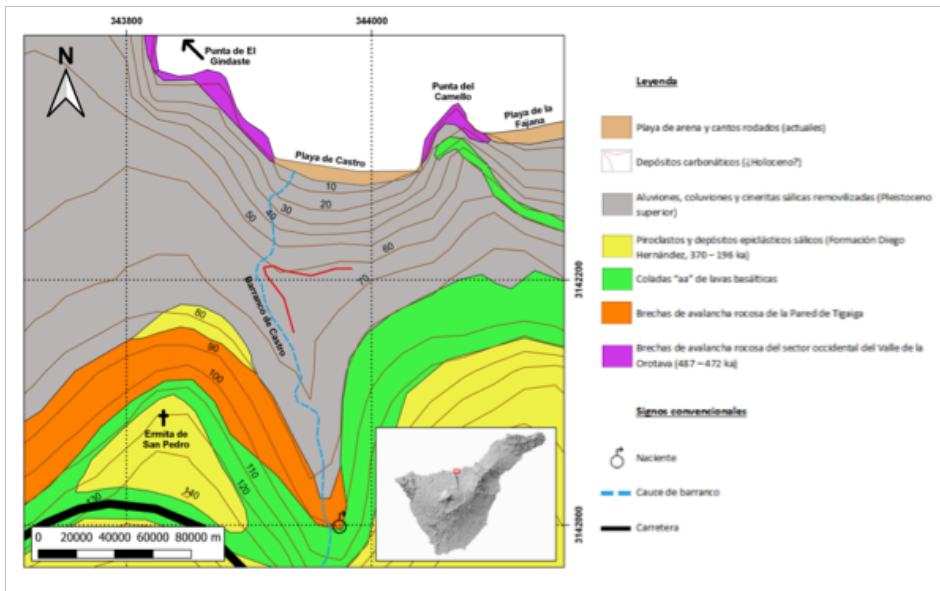 343800
344000
N
Punta de El
Gindaste
Punta del
Camello
Playa de la
Fajana
Playa de Castro
10
20
30
40
50
60
70
3142200
Barranco de Castro
80
90
100
Ermita de
San Pedro
110
120
130
140
3142000
0 20000 40000 60000 80000 m
Leyenda
Playa de arena y cantos rodados (actuales)
Depósitos carbonáticos (¿Holoceno?)
Aluviones, coluviones y cineritas sálicas removilizadas (Pleistoceno
superior)
Piroclastos y depósitos epiclásticos sálicos (Formación Diego
Hernández, 370 – 196 ka)
Coladas "aa" de lavas basálticas
Brechas de avalancha rocosa de la Pared de Tigaiga
Brechas de avalancha rocosa del sector occidental del Valle de la
Orotava (487 – 472 ka)
Signos convencionales
Naciente
Cauce de barranco
Carretera